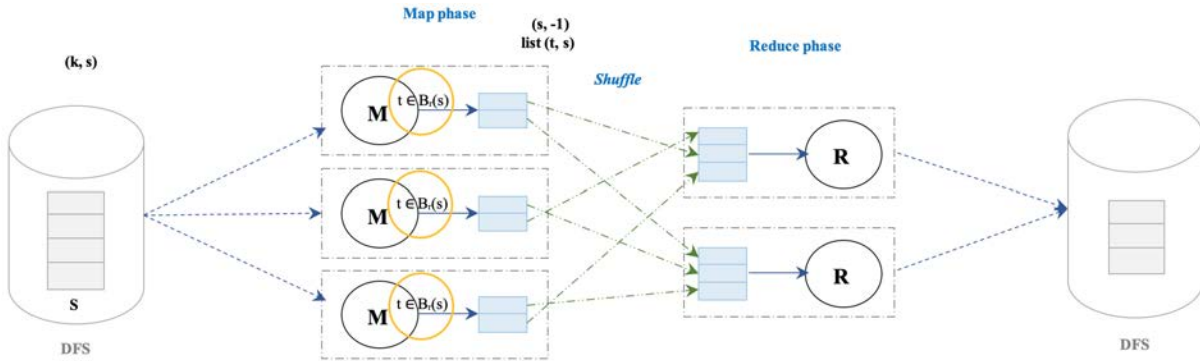 Map phase
(s, -1)
list (t, s)
Reduce phase
(k, s)
Shuffle
M
t ∈ Bᵣ(s)
M
t ∈ Bᵣ(s)
M
t ∈ Bᵣ(s)
R
R
S
DFS
DFS